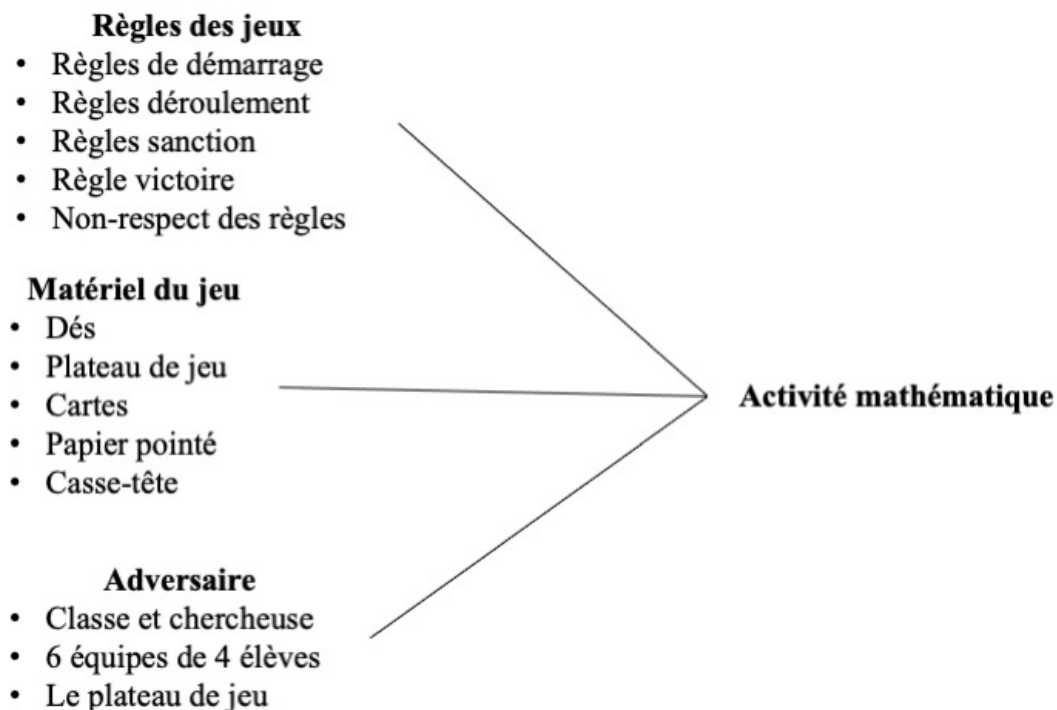 Règles des jeux
• Règles de démarrage
• Règles déroulement
• Règles sanction
• Règle victoire
• Non-respect des règles
Matériel du jeu
• Dés
• Plateau de jeu
• Cartes
• Papier pointé
• Casse-tête
Activité mathématique
Adversaire
• Classe et chercheuse
• 6 équipes de 4 élèves
• Le plateau de jeu